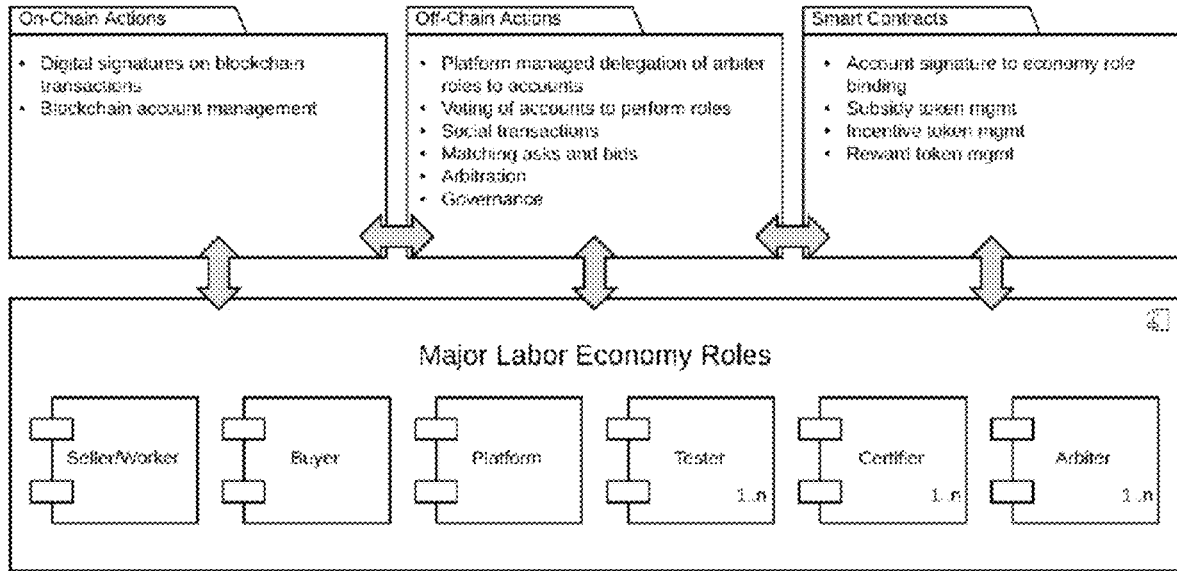 On-Chain Actions
• Digital signatures on blockchain
transactions
• Blockchain account management
Off-Chain Actions
• Platform managed delegation of arbiter
roles to accounts
• Voting of accounts to perform roles
• Social transactions
• Matching asks and bids
• Arbitration
• Governance
Smart Contracts
• Account signature to economy role
binding
• Subsidy token mgmt
• Incentive token mgmt
• Reward token mgmt
Major Labor Economy Roles
Seller/Worker
Buyer
Platform
Tester
1..n
Certifier
1..n
Arbiter
1..n